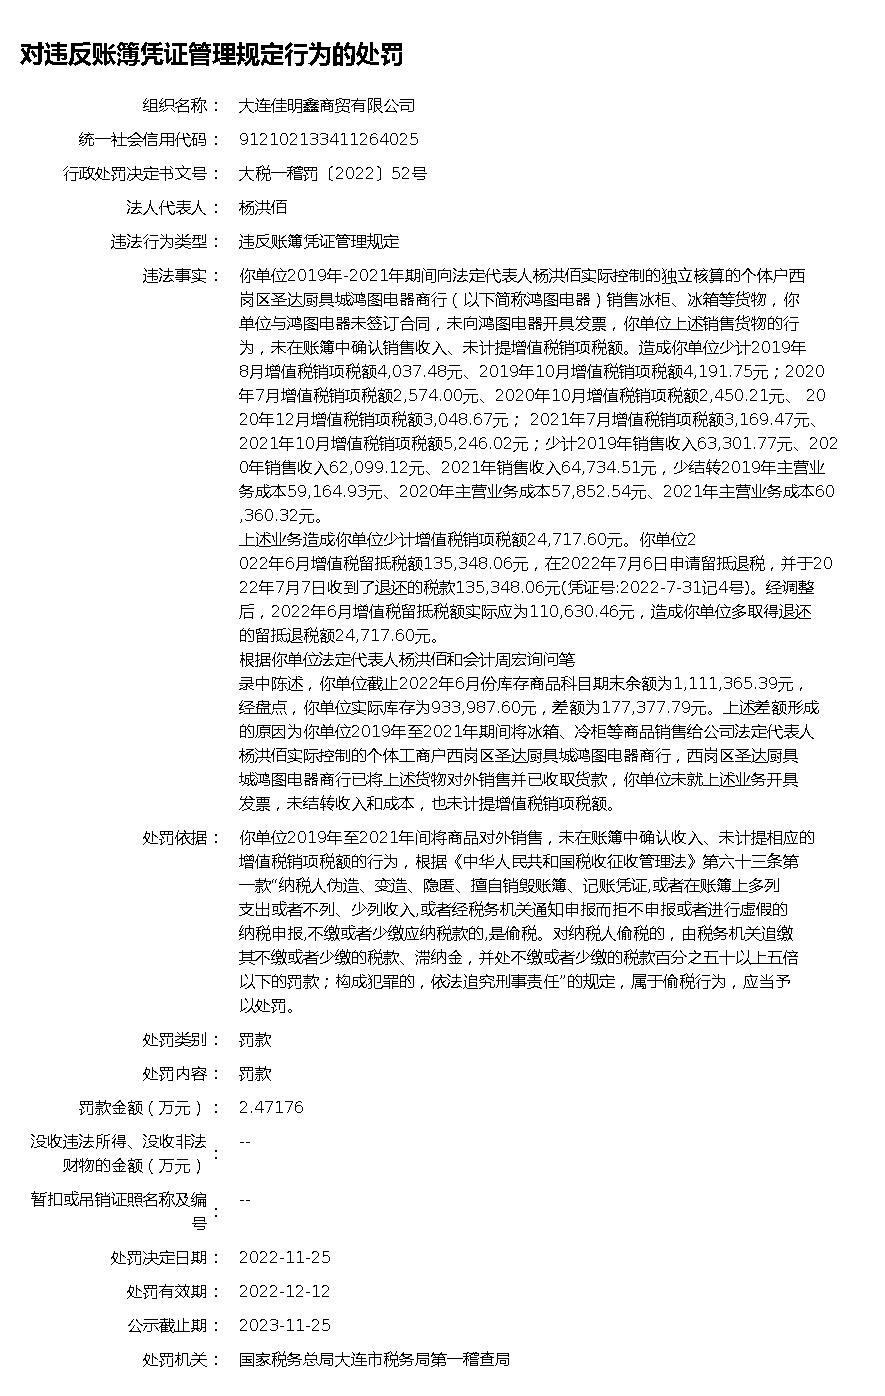 对违反账簿凭证管理规定行为的处罚
组织名称： 大连佳明鑫商贸有限公司
统一社会信用代码： 912102133411264025
行政处罚决定书文号： 大税一稽罚〔2022〕52号
法人代表人： 杨洪佰
违法行为类型： 违反账簿凭证管理规定
违法事实： 你单位2019年-2021年期间向法定代表人杨洪佰实际控制的独立核算的个体户西
岗区圣达厨具城鸿图电器商行（以下简称鸿图电器）销售冰柜、冰箱等货物，你
单位与鸿图电器未签订合同，未向鸿图电器开具发票，你单位上述销售货物的行
为，未在账簿中确认销售收入、未计提增值税销项税额。造成你单位少计2019年
8月增值税销项税额4,037.48元、2019年10月增值税销项税额4,191.75元；2020
年7月增值税销项税额2,574.00元、2020年10月增值税销项税额2,450.21元、 20
20年12月增值税销项税额3,048.67元； 2021年7月增值税销项税额3,169.47元、
2021年10月增值税销项税额5,246.02元；少计2019年销售收入63,301.77元、202
0年销售收入62,099.12元、2021年销售收入64,734.51元，少结转2019年主营业
务成本59,164.93元、2020年主营业务成本57,852.54元、2021年主营业务成本60
,360.32元。
上述业务造成你单位少计增值税销项税额24,717.60元。你单位2
022年6月增值税留抵税额135,348.06元，在2022年7月6日申请留抵退税，并于20
22年7月7日收到了退还的税款135,348.06元(凭证号:2022-7-31记4号)。经调整
后，2022年6月增值税留抵税额实际应为110,630.46元，造成你单位多取得退还
的留抵退税额24,717.60元。
根据你单位法定代表人杨洪佰和会计周宏询问笔
录中陈述，你单位截止2022年6月份库存商品科目期末余额为1,111,365.39元，
经盘点，你单位实际库存为933,987.60元，差额为177,377.79元。上述差额形成
的原因为你单位2019年至2021年期间将冰箱、冷柜等商品销售给公司法定代表人
杨洪佰实际控制的个体工商户西岗区圣达厨具城鸿图电器商行，西岗区圣达厨具
城鸿图电器商行已将上述货物对外销售并已收取货款，你单位未就上述业务开具
发票，未结转收入和成本，也未计提增值税销项税额。
处罚依据： 你单位2019年至2021年间将商品对外销售，未在账簿中确认收入、未计提相应的
增值税销项税额的行为，根据《中华人民共和国税收征收管理法》第六十三条第
一款“纳税人伪造、变造、隐匿、擅自销毁账簿、记账凭证,或者在账簿上多列
支出或者不列、少列收入,或者经税务机关通知申报而拒不申报或者进行虚假的
纳税申报,不缴或者少缴应纳税款的,是偷税。对纳税人偷税的，由税务机关追缴
其不缴或者少缴的税款、滞纳金，并处不缴或者少缴的税款百分之五十以上五倍
以下的罚款；构成犯罪的，依法追究刑事责任”的规定，属于偷税行为，应当予
以处罚。
处罚类别： 罚款
处罚内容： 罚款
罚款金额（万元）： 2.47176
没收违法所得、没收非法
财物的金额（万元）： --
暂扣或吊销证照名称及编
号： --
处罚决定日期： 2022-11-25
处罚有效期： 2022-12-12
公示截止期： 2023-11-25
处罚机关： 国家税务总局大连市税务局第一稽查局